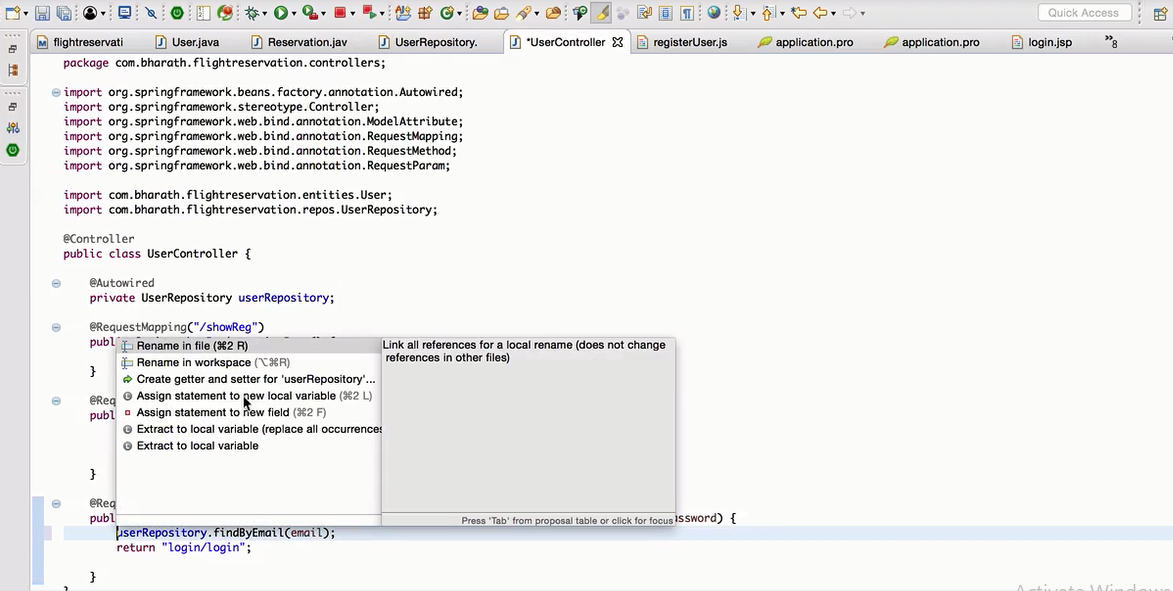 Quick Access
flightreservati User.java Reservation.jav UserRepository. *UserController registerUser.js application.pro application.pro login.jsp »8
package com.bharath.flightreservation.controllers;
import org.springframework.beans.factory.annotation.Autowired;
import org.springframework.stereotype.Controller;
import org.springframework.web.bind.annotation.ModelAttribute;
import org.springframework.web.bind.annotation.RequestMapping;
import org.springframework.web.bind.annotation.RequestMethod;
import org.springframework.web.bind.annotation.RequestParam;
import com.bharath.flightreservation.entities.User;
import com.bharath.flightreservation.repos.UserRepository;
@Controller
public class UserController {
@Autowired
private UserRepository userRepository;
@RequestMapping("/showReg")
publ
Rename in file (⌘2 R)
Rename in workspace (⌥⌘R)
}
Create getter and setter for 'userRepository'...
Assign statement to new local variable (⌘2 L)
@Req
Assign statement to new field (⌘2 F)
publ
Extract to local variable (replace all occurrences
Extract to local variable
Link all references for a local rename (does not change
references in other files)
}
@Req
Press 'Tab' from proposal table or click for focus
publ ssword) {
userRepository.findByEmail(email);
return "login/login";
}
}
Activate Windows